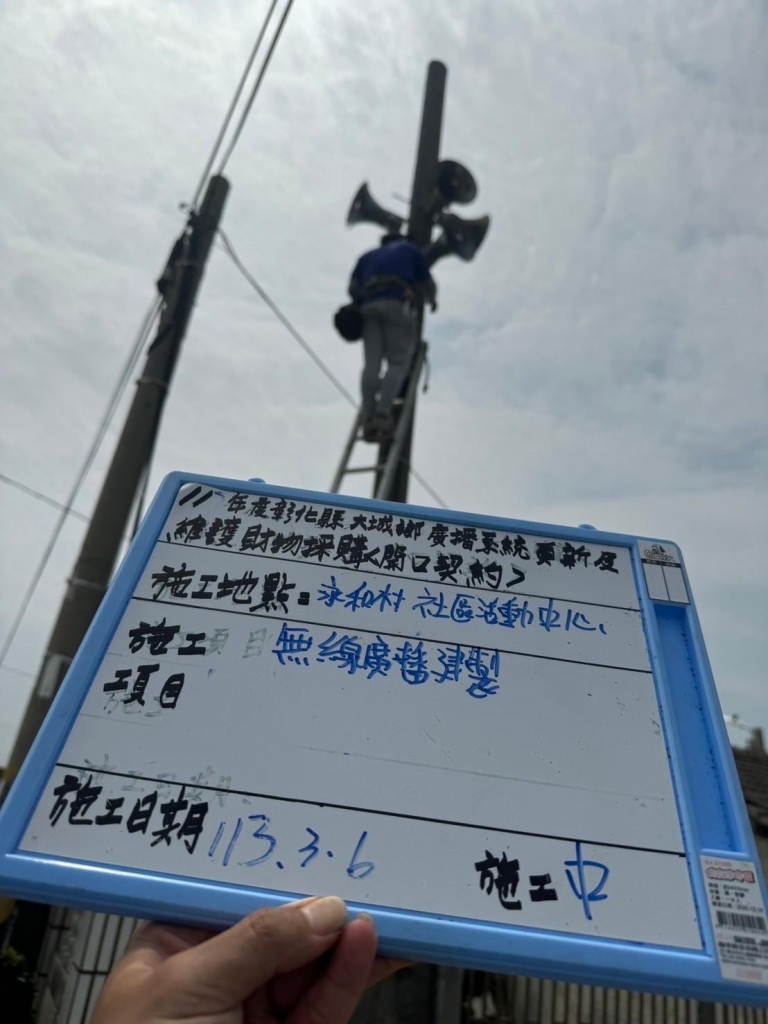 11 年度彰化縣大城鄉廣播系統更新及
維護財物採購<開口契約>
施工地點：永和村 社區活動中心、
施工 無線廣播建製
工項目
施工日期 113.3.6 施工中